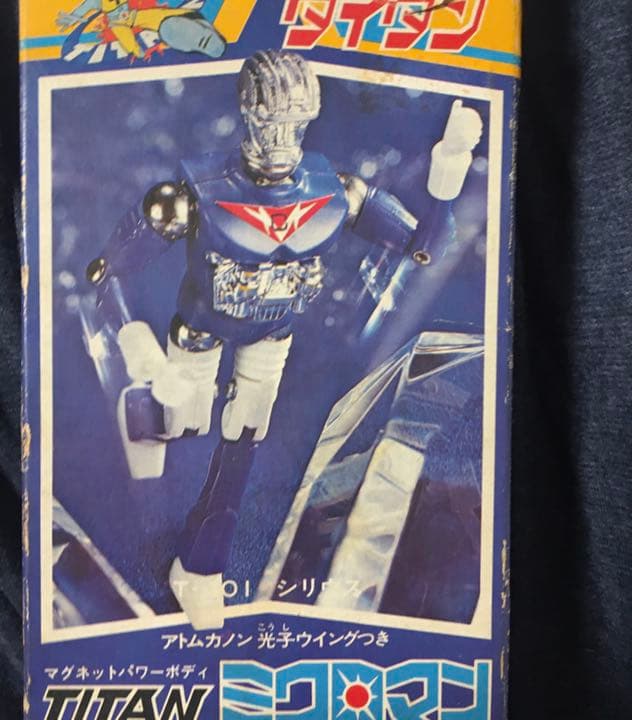 TITAN
タイタン
T-101 シリウス
アトムカノン 光子ウイングつき
こうし
マグネットパワーボディ
TITAN ミクロマン